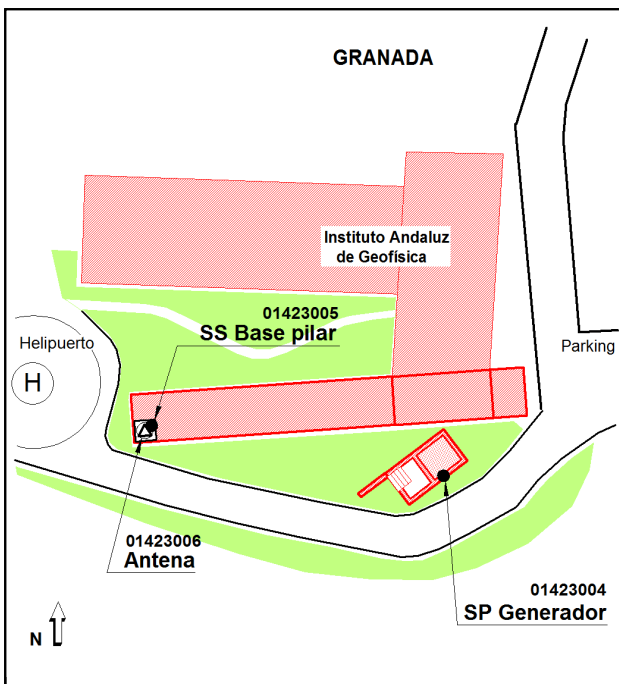 GRANADA
Instituto Andaluz
de Geofísica
01423005
SS Base pilar
Helipuerto
H
Parking
01423006
Antena
01423004
SP Generador
N